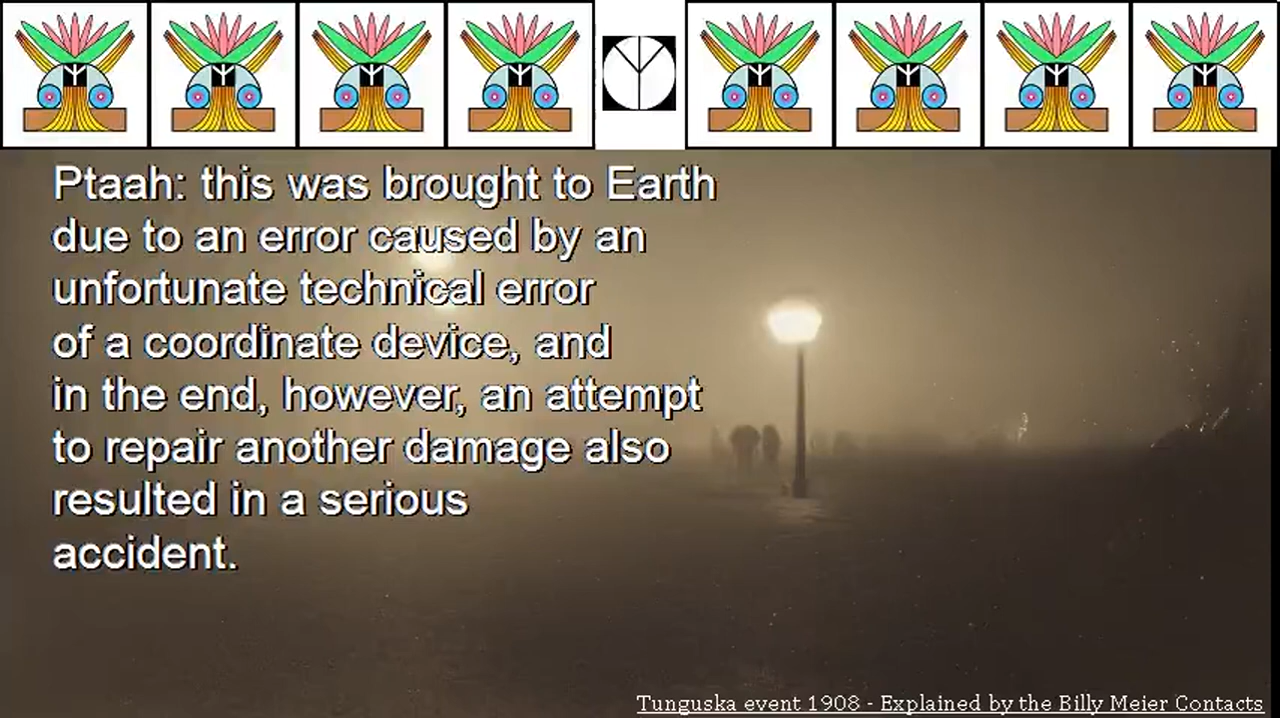 Ptaah: this was brought to Earth
due to an error caused by an
unfortunate technical error
of a coordinate device, and
in the end, however, an attempt
to repair another damage also
resulted in a serious
accident.
Tunguska event 1908 - Explained by the Billy Meier Contacts